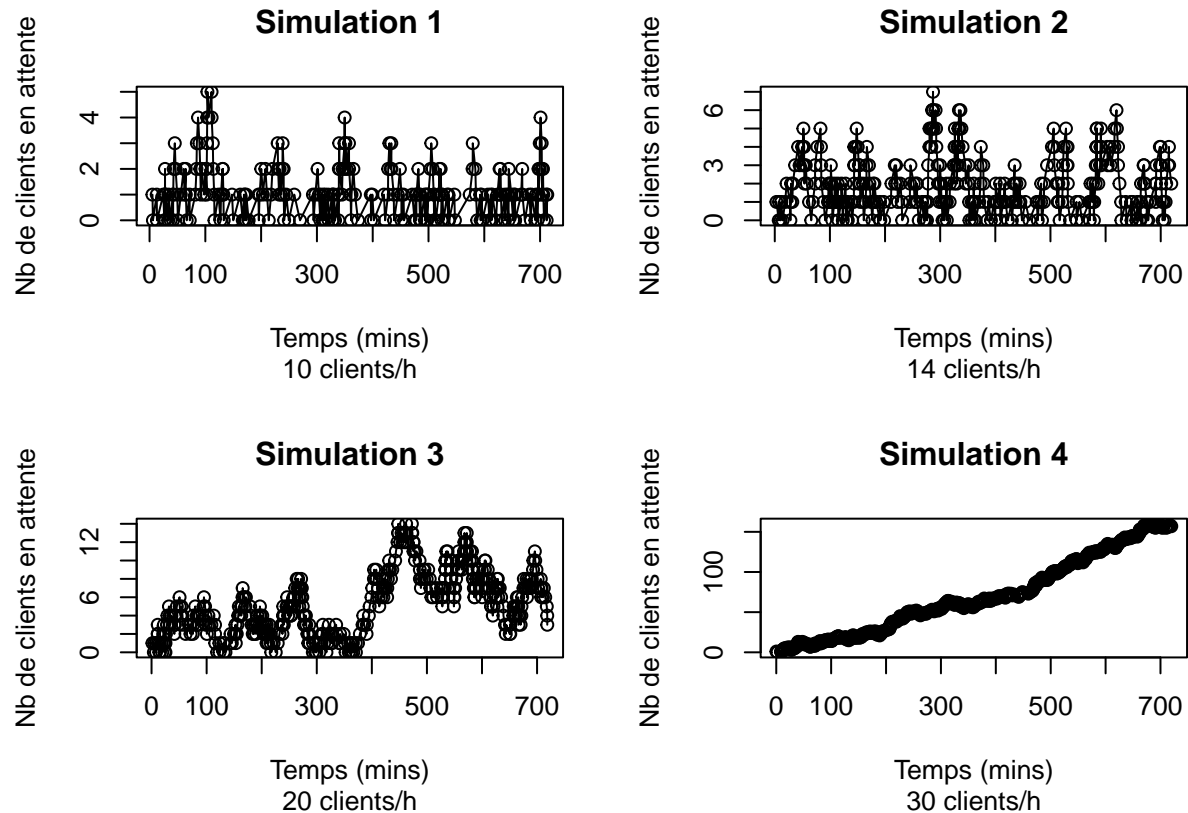 Simulation 1
Nb de clients en attente
4
2
0
0 100 300 500 700
Temps (mins)
10 clients/h
Simulation 2
Nb de clients en attente
6
3
0
0 100 300 500 700
Temps (mins)
14 clients/h
Simulation 3
Nb de clients en attente
12
6
0
0 100 300 500 700
Temps (mins)
20 clients/h
Simulation 4
Nb de clients en attente
100
0
0 100 300 500 700
Temps (mins)
30 clients/h